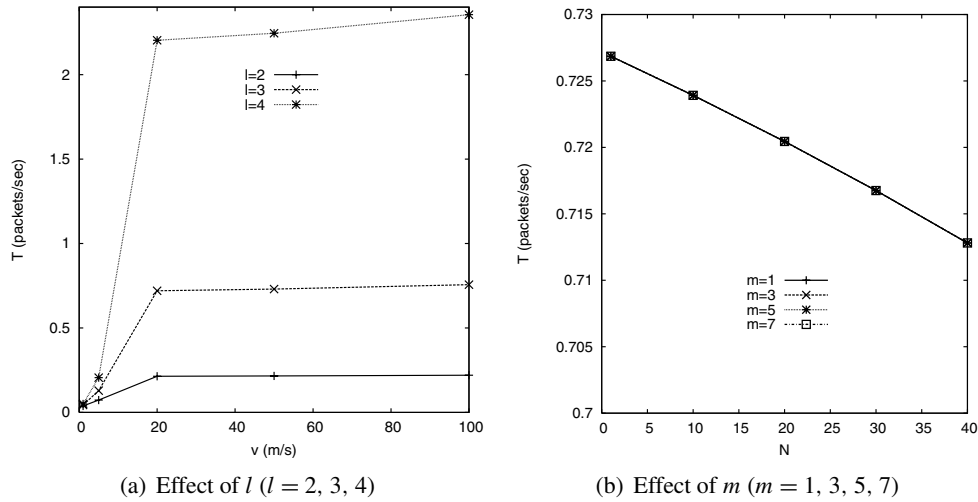 T (packets/sec)
2
1.5
1
0.5
0
l=2
l=3
l=4
0 20 40 60 80 100
v (m/s)
(a) Effect of l (l = 2, 3, 4)
T (packets/sec)
0.73
0.725
0.72
0.715
0.71
0.705
0.7
m=1
m=3
m=5
m=7
0 5 10 15 20 25 30 35 40
N
(b) Effect of m (m = 1, 3, 5, 7)